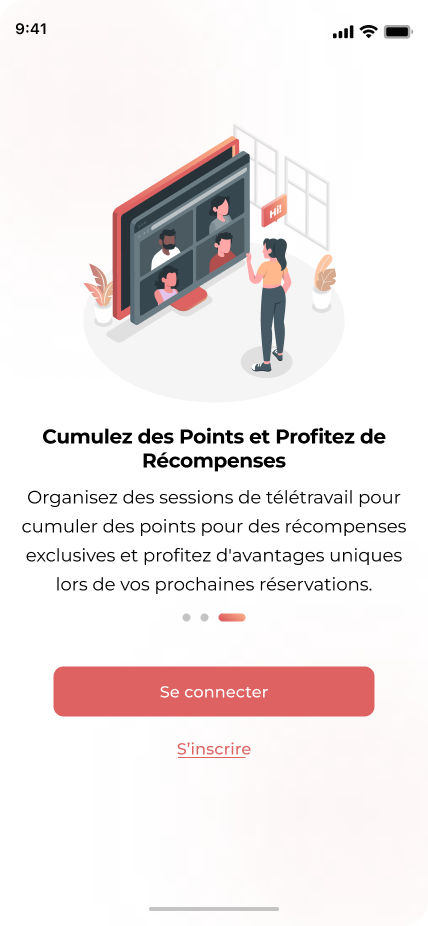 9:41
Hi!
Cumulez des Points et Profitez de
Récompenses
Organisez des sessions de télétravail pour
cumuler des points pour des récompenses
exclusives et profitez d'avantages uniques
lors de vos prochaines réservations.
Se connecter
S’inscrire